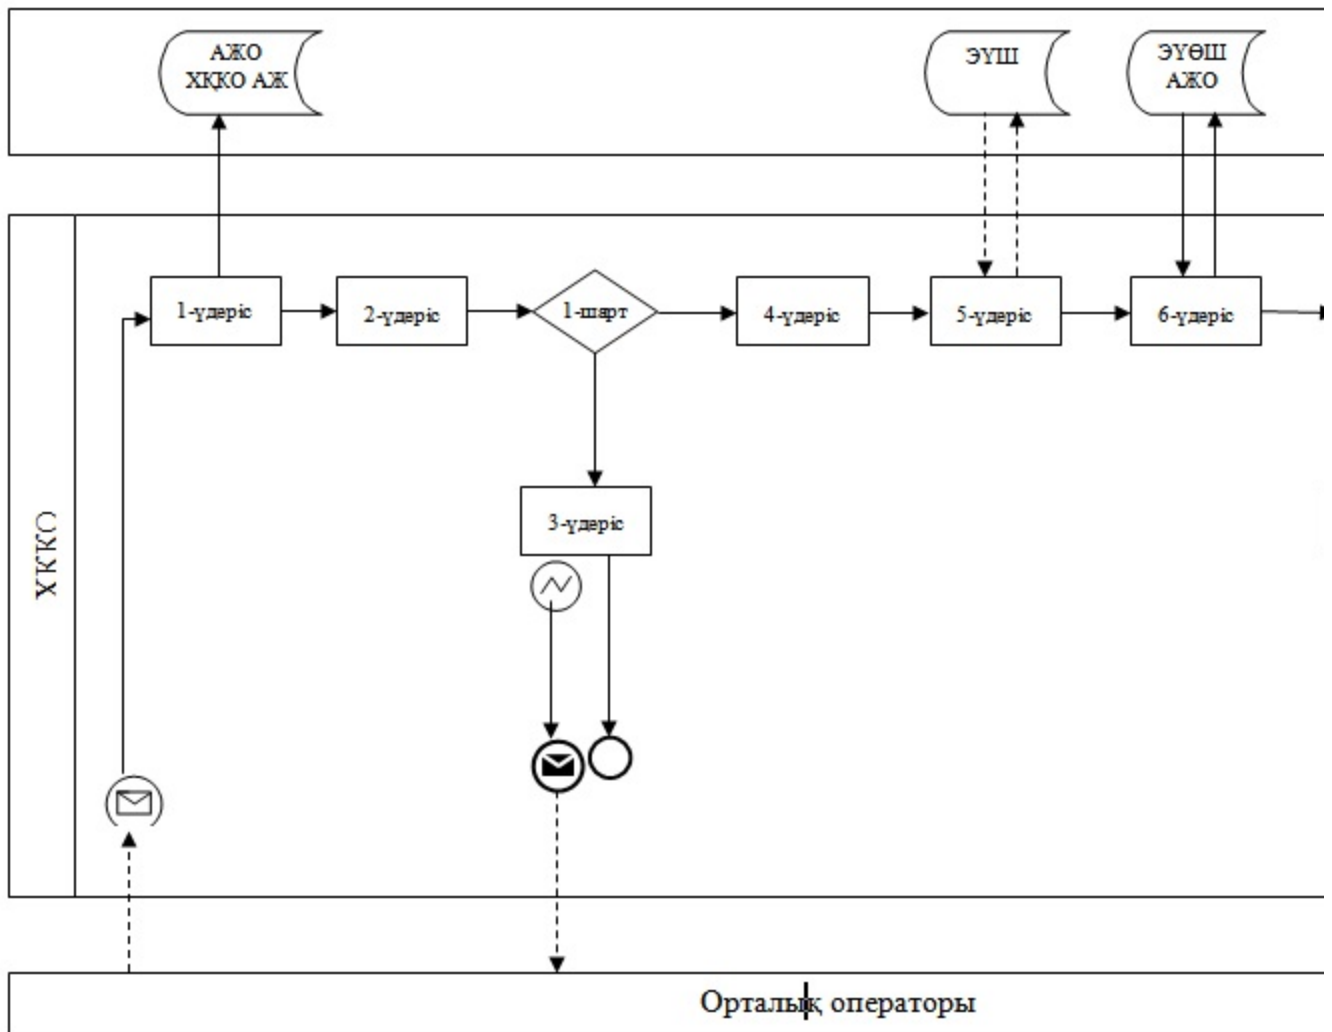 АЖО
ХҚКО АЖ
ЭҮШ
ЭҮӨШ
АЖО
1-үдеріс
2-үдеріс
1-шарт
4-үдеріс
5-үдеріс
6-үдеріс
3-үдеріс
ХҚКО
Орталық операторы